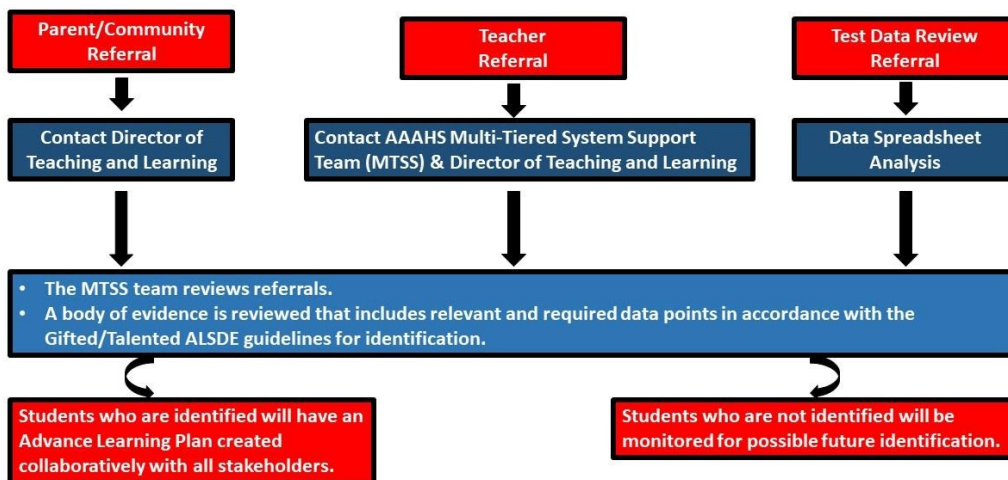 Parent/Community
Referral
Teacher
Referral
Test Data Review
Referral
Contact Director of
Teaching and Learning
Contact AAAHS Multi-Tiered System Support
Team (MTSS) & Director of Teaching and Learning
Data Spreadsheet
Analysis
• The MTSS team reviews referrals.
• A body of evidence is reviewed that includes relevant and required data points in accordance with the
Gifted/Talented ALSDE guidelines for identification.
Students who are identified will have an
Advance Learning Plan created
collaboratively with all stakeholders.
Students who are not identified will be
monitored for possible future identification.